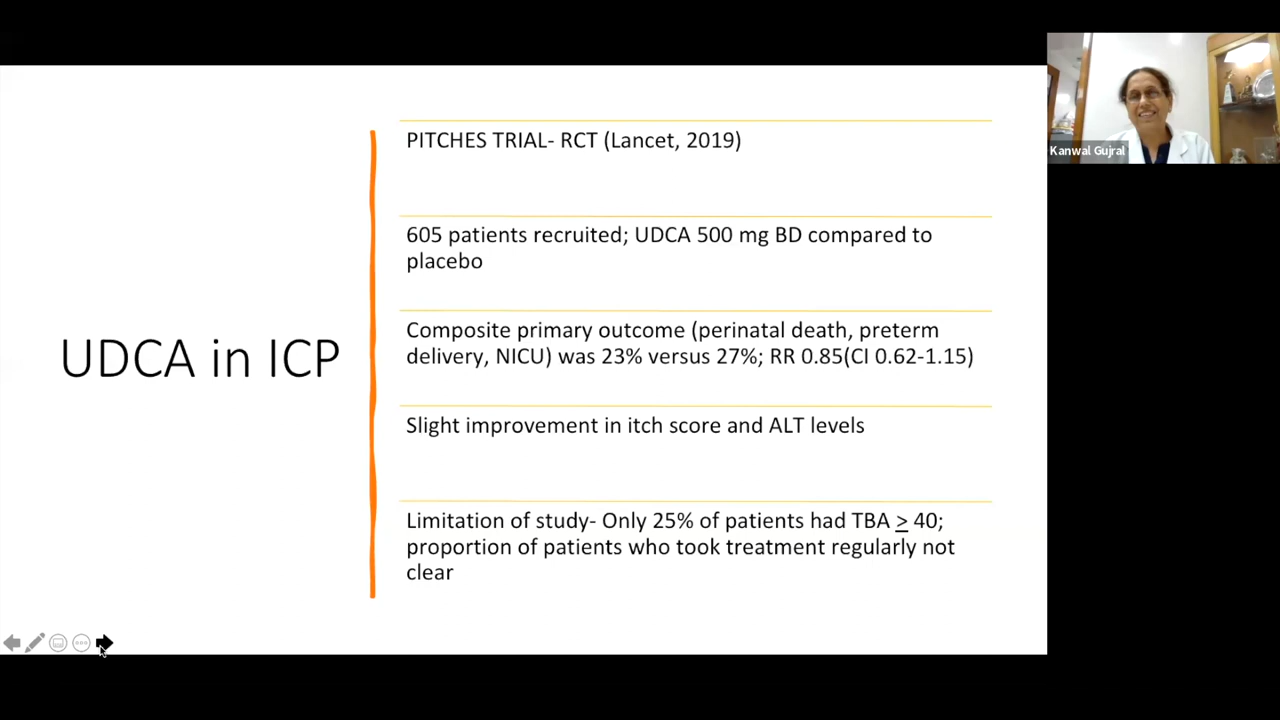 UDCA in ICP
PITCHES TRIAL- RCT (Lancet, 2019)
605 patients recruited; UDCA 500 mg BD compared to
placebo
Composite primary outcome (perinatal death, preterm
delivery, NICU) was 23% versus 27%; RR 0.85(CI 0.62-1.15)
Slight improvement in itch score and ALT levels
Limitation of study- Only 25% of patients had TBA ≥ 40;
proportion of patients who took treatment regularly not
clear
Kanwal Gujral